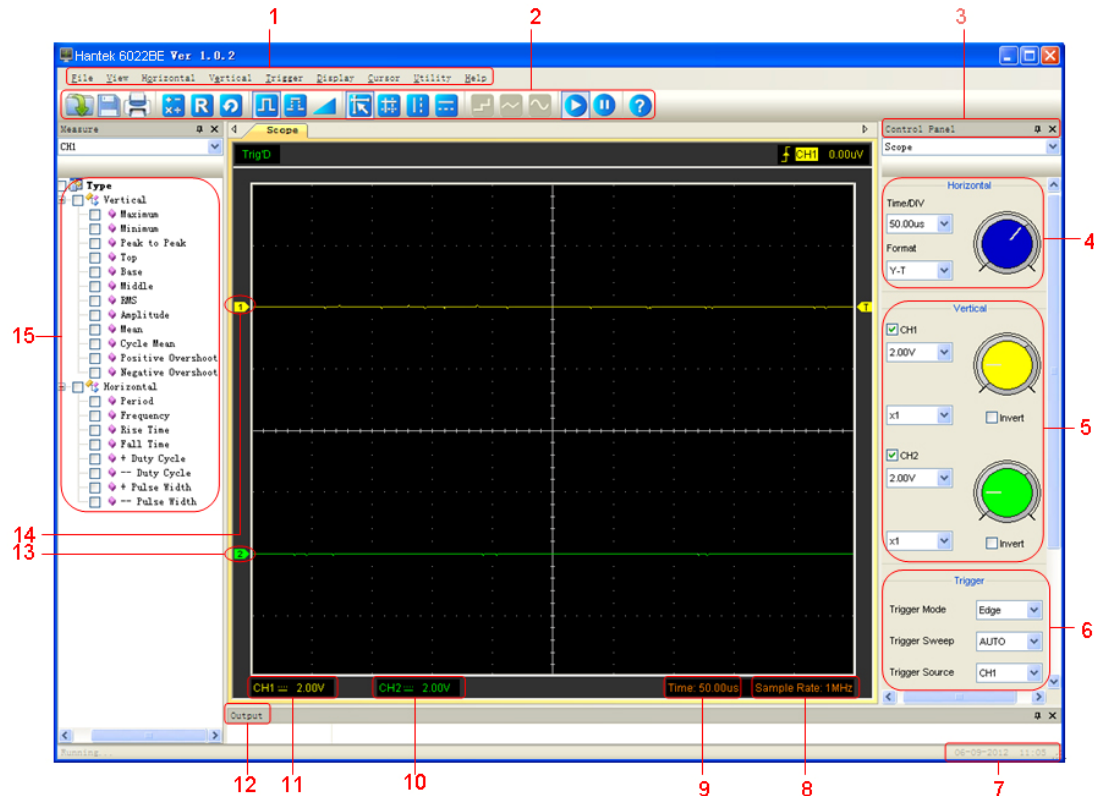 1 2 3
Hantek 6022BE Ver 1.0.2
File View Horizontal Vertical Trigger Display Cursor Utility Help
R
?
Measure
Scope
Control Panel
CH1
Scope
Trig'D
CH1 0.00uV
Type
Vertical
Maximum
Minimum
Peak to Peak
Top
Base
Middle
RMS
Amplitude
Mean
Cycle Mean
Positive Overshoot
Negative Overshoot
Horizontal
Period
Frequency
Rise Time
Fall Time
+ Duty Cycle
-- Duty Cycle
+ Pulse Width
-- Pulse Width
15
14
13
1
T
2
Horizontal
Time/DIV
50.00us
Format
Y-T
4
Vertical
CH1
2.00V
x1
Invert
5
CH2
2.00V
x1
Invert
Trigger
Trigger Mode Edge
Trigger Sweep AUTO
Trigger Source CH1
6
CH1 2.00V
CH2 2.00V
Time: 50.00us
Sample Rate: 1MHz
Output
Running...
06-09-2012 11:05
12 11 10 9 8 7